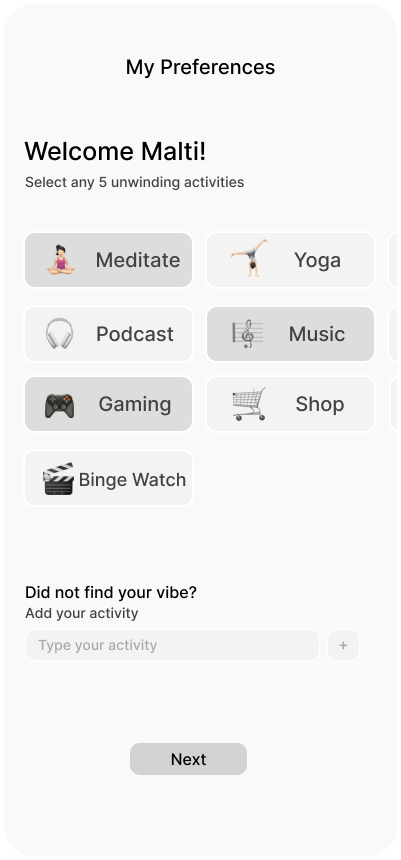 My Preferences
Welcome Malti!
Select any 5 unwinding activities
Meditate
Yoga
Podcast
Music
Gaming
Shop
Binge Watch
Did not find your vibe?
Add your activity
Type your activity
+
Next